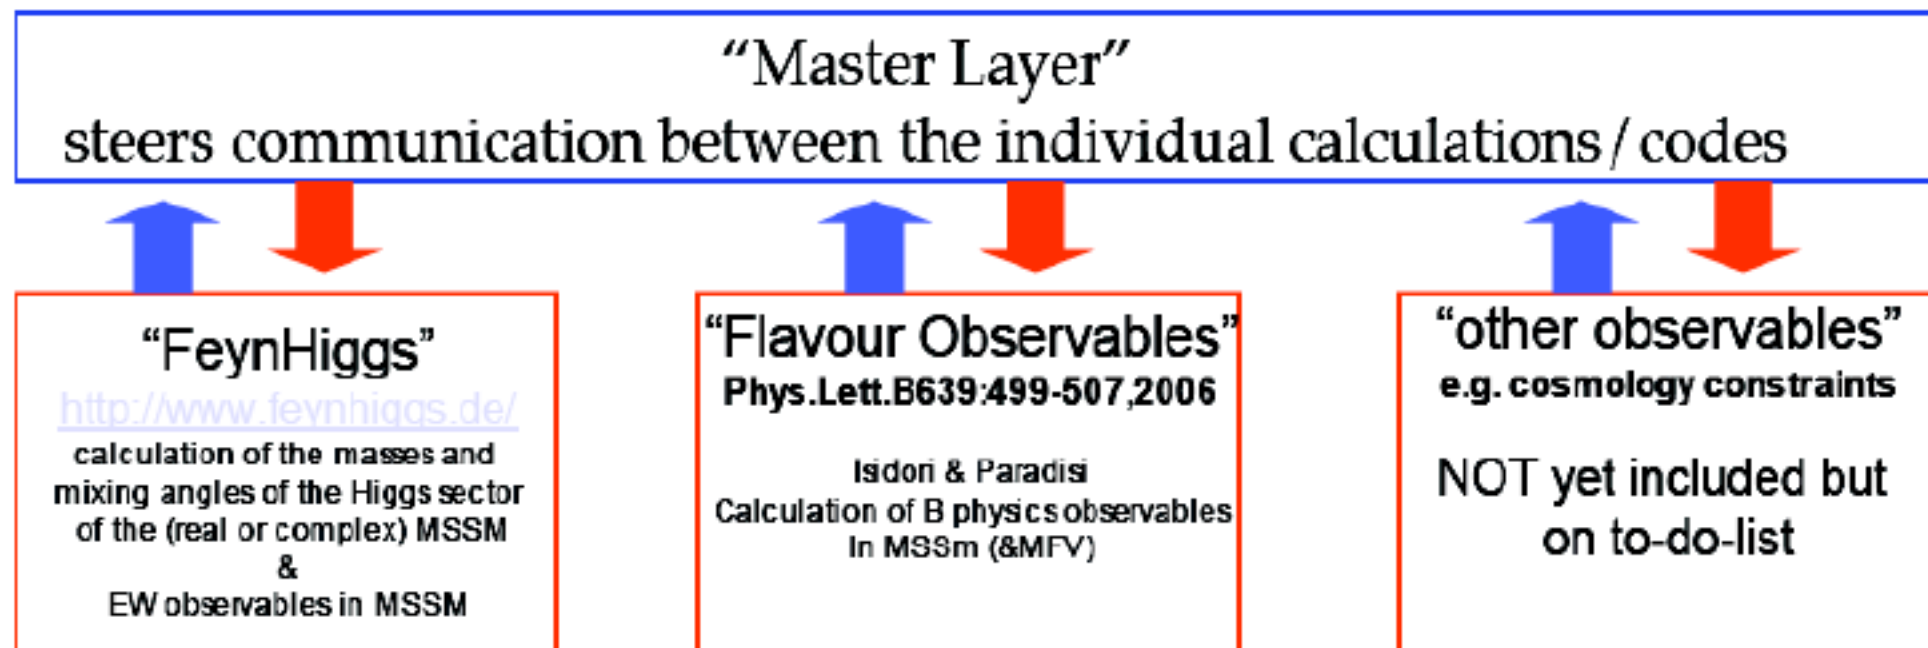 “Master Layer”
steers communication between the individual calculations / codes
“FeynHiggs”
http://www.feynhiggs.de/
calculation of the masses and
mixing angles of the Higgs sector
of the (real or complex) MSSM
&
EW observables in MSSM
“Flavour Observables”
Phys.Lett.B639:499-507,2006
Isidori & Paradisi
Calculation of B physics observables
In MSSm (&MFV)
“other observables”
e.g. cosmology constraints
NOT yet included but
on to-do-list